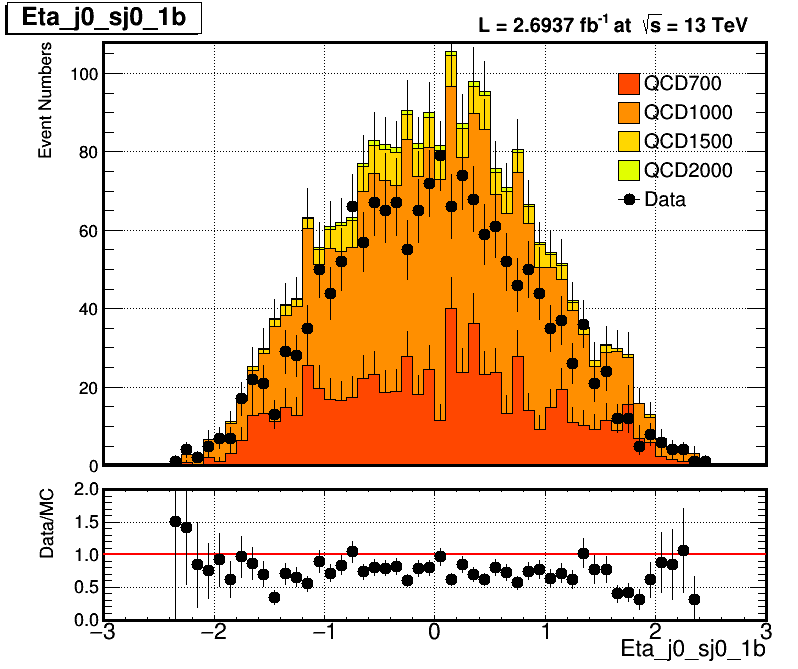 Eta_j0_sj0_1b
L = 2.6937 fb⁻¹ at √s = 13 TeV
Event Numbers
100
80
60
40
20
0
QCD700
QCD1000
QCD1500
QCD2000
Data
Data/MC
2.0
1.5
1.0
0.5
0.0
−3 −2 −1 0 1 2 3
Eta_j0_sj0_1b